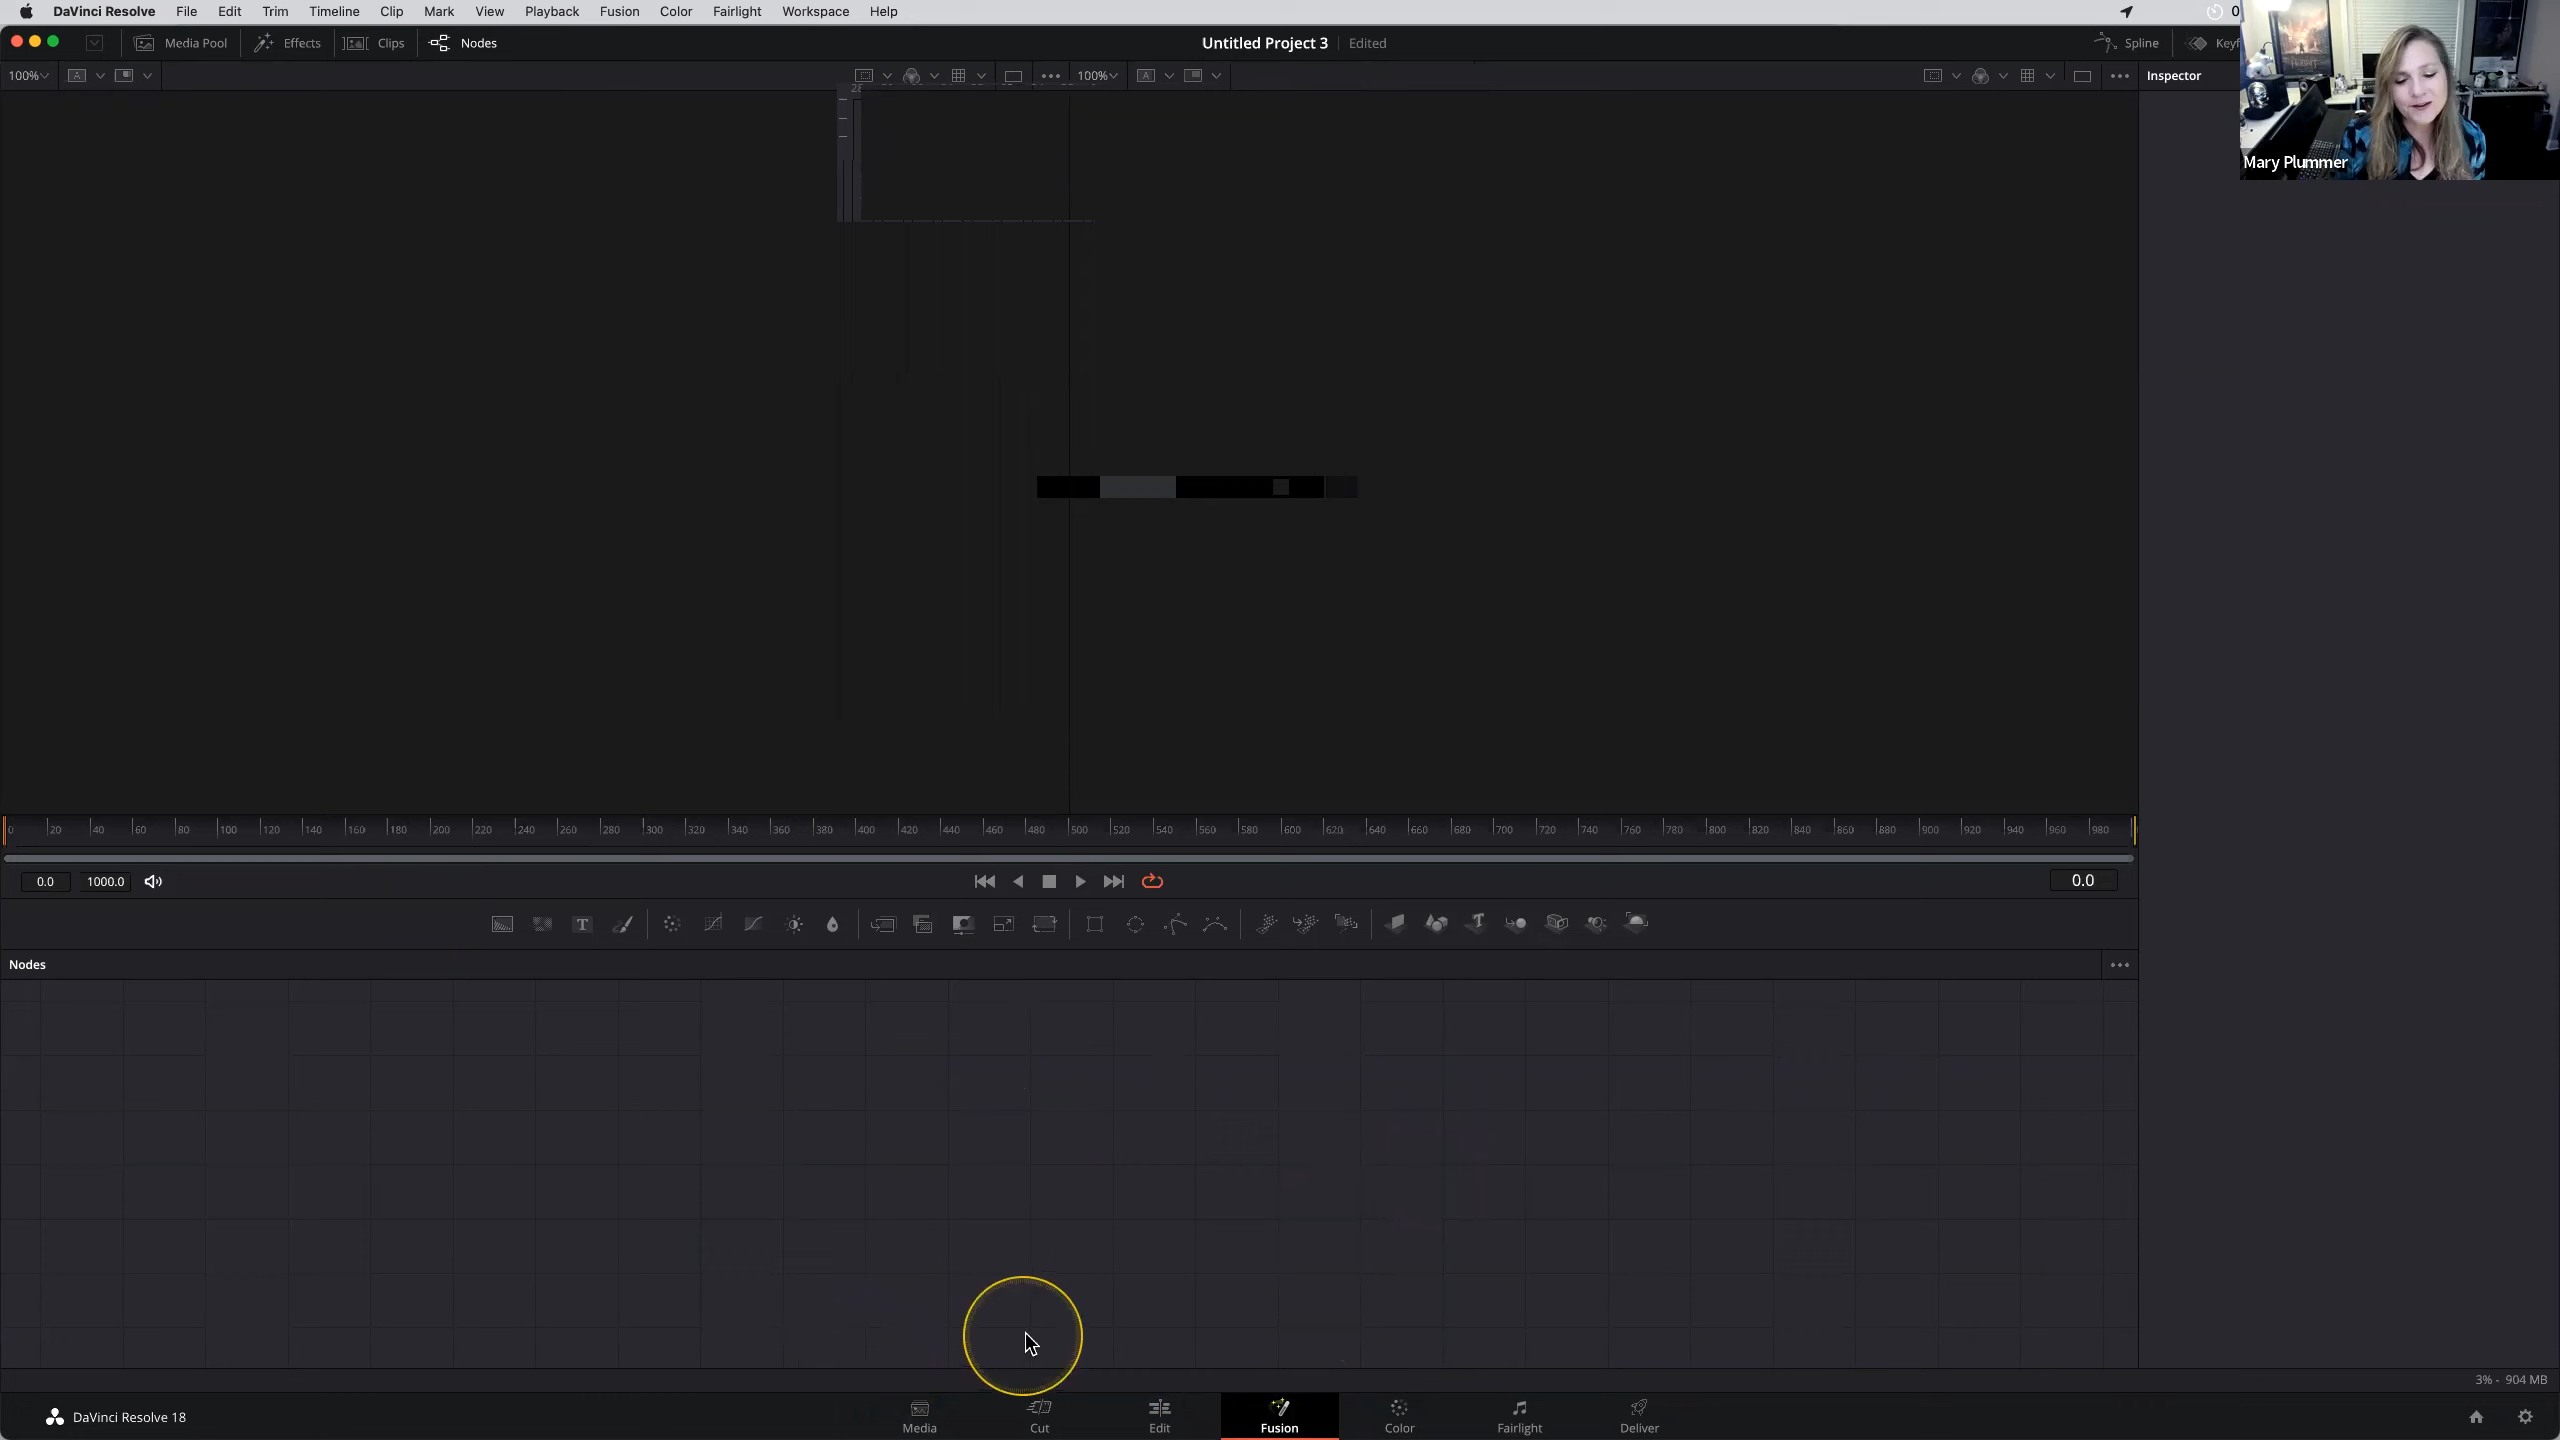 DaVinci Resolve File Edit Trim Timeline Clip Mark View Playback Fusion Color Fairlight Workspace Help
Media Pool Effects Clips Nodes Untitled Project 3 Edited Spline Keyf
100% A 100% A Inspector
Mary Plummer
0 20 40 60 80 100 120 140 160 180 200 220 240 260 280 300 320 340 360 380 400 420 440 460 480 500 520 540 560 580 600 620 640 660 680 700 720 740 760 780 800 820 840 860 880 900 920 940 960 980
0.0 1000.0 0.0
Nodes
3% - 904 MB
DaVinci Resolve 18 Media Cut Edit Fusion Color Fairlight Deliver